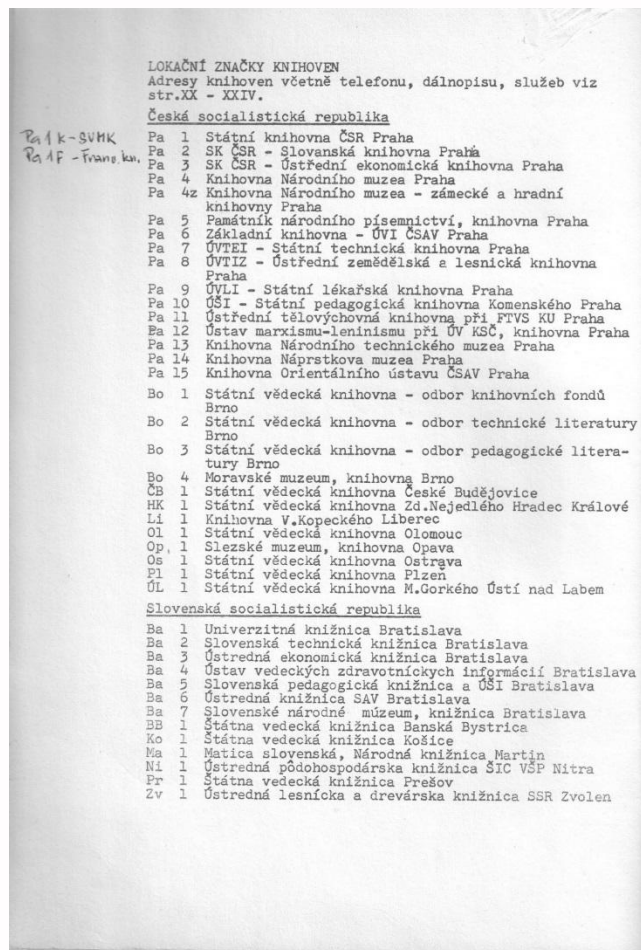 LOKAČNÍ ZNAČKY KNIHOVEN
Adresy knihoven včetně telefonu, dálnopisu, služeb viz
str.XX - XXIV.
Česká socialistická republika
Pa 1 K - SVMK
Pa 1 F - Franc. kn.
Pa 1 Státní knihovna ČSR Praha
Pa 2 SK ČSR - Slovanská knihovna Praha
Pa 3 SK ČSR - Ústřední ekonomická knihovna Praha
Pa 4 Knihovna Národního muzea Praha
Pa 4z Knihovna Národního muzea - zámecké a hradní
knihovny Praha
Pa 5 Památník národního písemnictví, knihovna Praha
Pa 6 Základní knihovna - ÚVI ČSAV Praha
Pa 7 ÚVTEI - Státní technická knihovna Praha
Pa 8 ÚVTIZ - Ústřední zemědělská a lesnická knihovna
Praha
Pa 9 ÚVLI - Státní lékařská knihovna Praha
Pa 10 ÚŠI - Státní pedagogická knihovna Komenského Praha
Pa 11 Ústřední tělovýchovná knihovna při FTVS KU Praha
Pa 12 Ústav marxismu-leninismu při ÚV KSČ, knihovna Praha
Pa 13 Knihovna Národního technického muzea Praha
Pa 14 Knihovna Náprstkova muzea Praha
Pa 15 Knihovna Orientálního ústavu ČSAV Praha
Bo 1 Státní vědecká knihovna - odbor knihovních fondů
Brno
Bo 2 Státní vědecká knihovna - odbor technické literatury
Brno
Bo 3 Státní vědecká knihovna - odbor pedagogické litera-
tury Brno
Bo 4 Moravské muzeum, knihovna Brno
ČB 1 Státní vědecká knihovna České Budějovice
HK 1 Státní vědecká knihovna Zd.Nejedlého Hradec Králové
Li 1 Knihovna V.Kopeckého Liberec
Ol 1 Státní vědecká knihovna Olomouc
Op. 1 Slezské muzeum, knihovna Opava
Os 1 Státní vědecká knihovna Ostrava
Pl 1 Státní vědecká knihovna Plzeň
ÚL 1 Státní vědecká knihovna M.Gorkého Ústí nad Labem
Slovenská socialistická republika
Ba 1 Univerzitná knižnica Bratislava
Ba 2 Slovenská technická knižnica Bratislava
Ba 3 Ústredná ekonomická knižnica Bratislava
Ba 4 Ústav vedeckých zdravotníckych informácií Bratislava
Ba 5 Slovenská pedagogická knižnica a ÚŠI Bratislava
Ba 6 Ústredná knižnica SAV Bratislava
Ba 7 Slovenské národné múzeum, knižnica Bratislava
BB 1 Štátna vedecká knižnica Banská Bystrica
Ko 1 Štátna vedecká knižnica Košice
Ma 1 Matica slovenská, Národná knižnica Martin
Ni 1 Ústredná pôdohospodárska knižnica ŠIC VŠP Nitra
Pr 1 Štátna vedecká knižnica Prešov
Zv 1 Ústredná lesnícka a drevárska knižnica SSR Zvolen